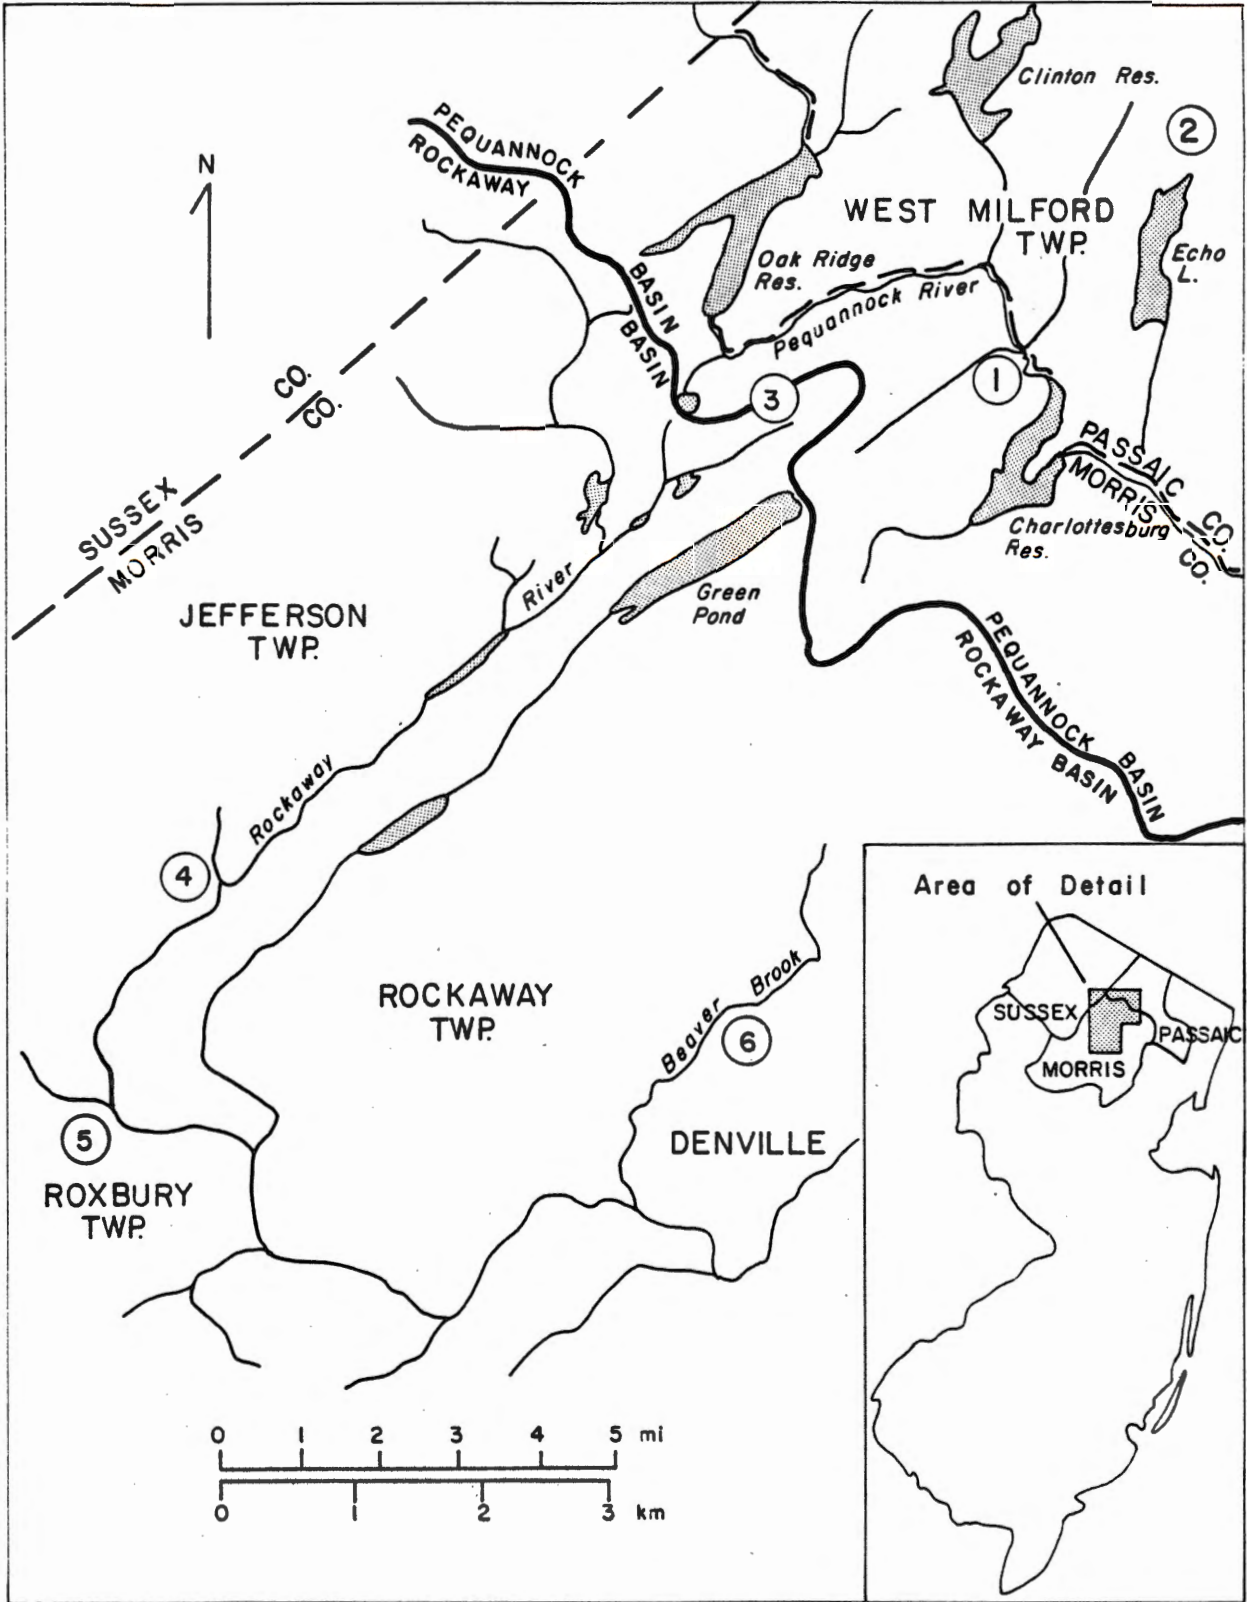 Clinton Res.
2
PEQUANNOCK
ROCKAWAY
N
WEST MILFORD
TWP.
Echo
L.
Oak Ridge
Res.
BASIN
BASIN
Pequannock River
CO.
CO.
1
3
PASSAIC CO.
MORRIS CO.
SUSSEX
MORRIS
Charlottesburg
Res.
River
Green
Pond
JEFFERSON
TWP.
PEQUANNOCK BASIN
ROCKAWAY BASIN
Rockaway
4
Area of Detail
ROCKAWAY
TWP.
Beaver Brook
6
SUSSEX
PASSAIC
MORRIS
5
DENVILLE
ROXBURY
TWP.
0 1 2 3 4 5 mi
0 1 2 3 km